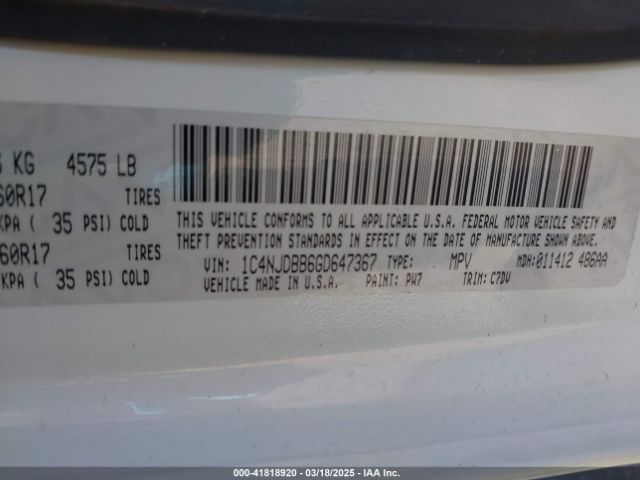 KG 4575 LB
60R17 TIRES
KPA ( 35 PSI) COLD
60R17 TIRES
KPA ( 35 PSI) COLD
THIS VEHICLE CONFORMS TO ALL APPLICABLE U.S.A. FEDERAL MOTOR VEHICLE SAFETY AND
THEFT PREVENTION STANDARDS IN EFFECT ON THE DATE OF MANUFACTURE SHOWN ABOVE.
VIN: 1C4NJDBB6GD647367 TYPE: MPV MDH:011412 486AA
VEHICLE MADE IN U.S.A. PAINT: PW7 TRIM: C7DV
000-41818920 — 03/18/2025 — IAA Inc.